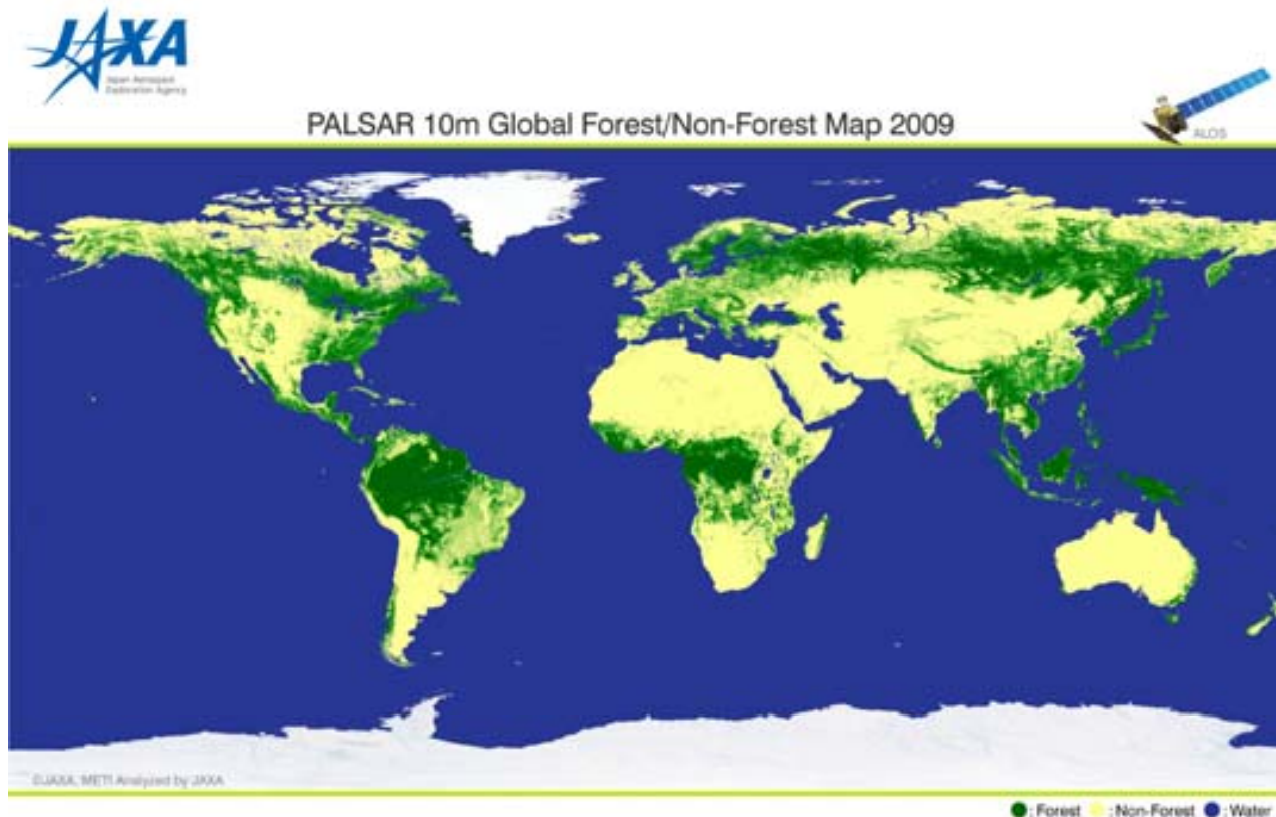 JAXA
Japan Aerospace
Exploration Agency
PALSAR 10m Global Forest/Non-Forest Map 2009
ALOS
©JAXA, METI Analyzed by JAXA
: Forest : Non-Forest : Water